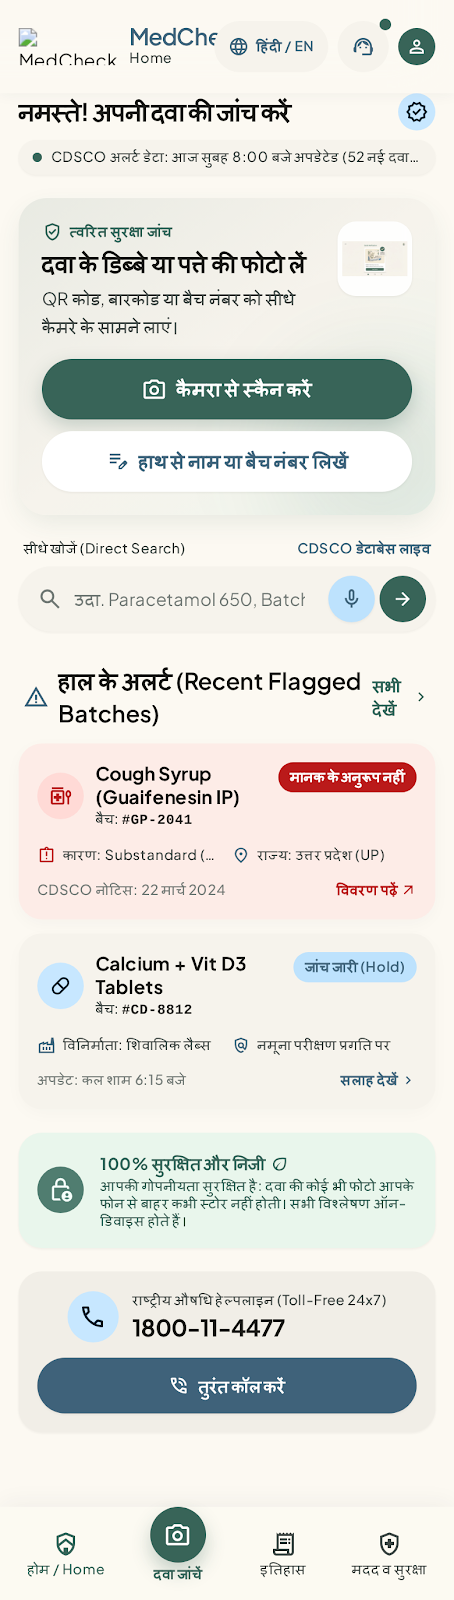 MedCheck
MedChe
Home
हिंदी / EN
नमस्ते! अपनी दवा की जांच करें
CDSCO अलर्ट डेटा: आज सुबह 8:00 बजे अपडेटेड (52 नई दवा...
त्वरित सुरक्षा जांच
दवा के डिब्बे या पत्ते की फोटो लें
QR कोड, बारकोड या बैच नंबर को सीधे
कैमरे के सामने लाएं।
कैमरा से स्कैन करें
हाथ से नाम या बैच नंबर लिखें
सीधे खोजें (Direct Search)
CDSCO डेटाबेस लाइव
उदा. Paracetamol 650, Batch
हाल के अलर्ट (Recent Flagged
Batches)
सभी
देखें
Cough Syrup
(Guaifenesin IP)
मानक के अनुरूप नहीं
बैच: #GP-2041
कारण: Substandard (...
राज्य: उत्तर प्रदेश (UP)
CDSCO नोटिस: 22 मार्च 2024
विवरण पढ़ें
Calcium + Vit D3
Tablets
जांच जारी (Hold)
बैच: #CD-8812
विनिर्माता: शिवालिक लैब्स
नमूना परीक्षण प्रगति पर
अपडेट: कल शाम 6:15 बजे
सलाह देखें
100% सुरक्षित और निजी
आपकी गोपनीयता सुरक्षित है: दवा की कोई भी फोटो आपके
फोन से बाहर कभी स्टोर नहीं होती। सभी विश्लेषण ऑन-
डिवाइस होते हैं।
राष्ट्रीय औषधि हेल्पलाइन (Toll-Free 24x7)
1800-11-4477
तुरंत कॉल करें
होम / Home
दवा जांचें
इतिहास
मदद व सुरक्षा